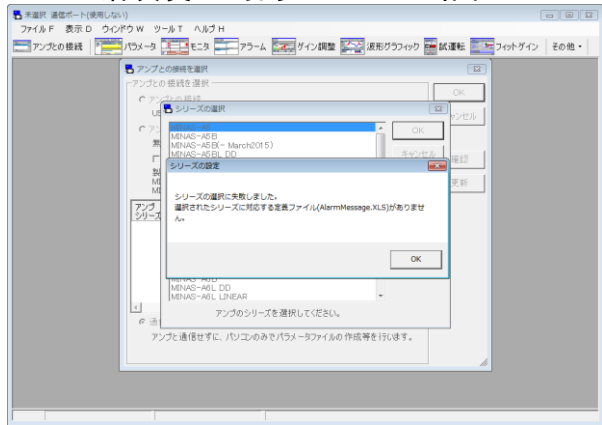 未選択 通信ポート(使用しない)
ファイル F 表示 D ウインドウ W ツール T ヘルプ H
アンプとの接続 パラメータ モニタ アラーム ゲイン調整 波形グラフィック 試運転 フィットゲイン その他
アンプとの接続を選択
アンプとの接続を選択
OK
シリーズの選択
MINAS-A5B
MINAS-A5B(- March2015)
MINAS-A5BL DD
OK
キャンセル
確認
更新
シリーズの設定
シリーズの選択に失敗しました。
選択されたシリーズに対応する定義ファイル(AlarmMessage.XLS)がありませ
ん。
OK
アンプ
シリーズ
MINAS-A6L DD
MINAS-A6L LINEAR
アンプのシリーズを選択してください。
アンプと通信せずに、パソコンのみでパラメータファイルの作成等を行います。